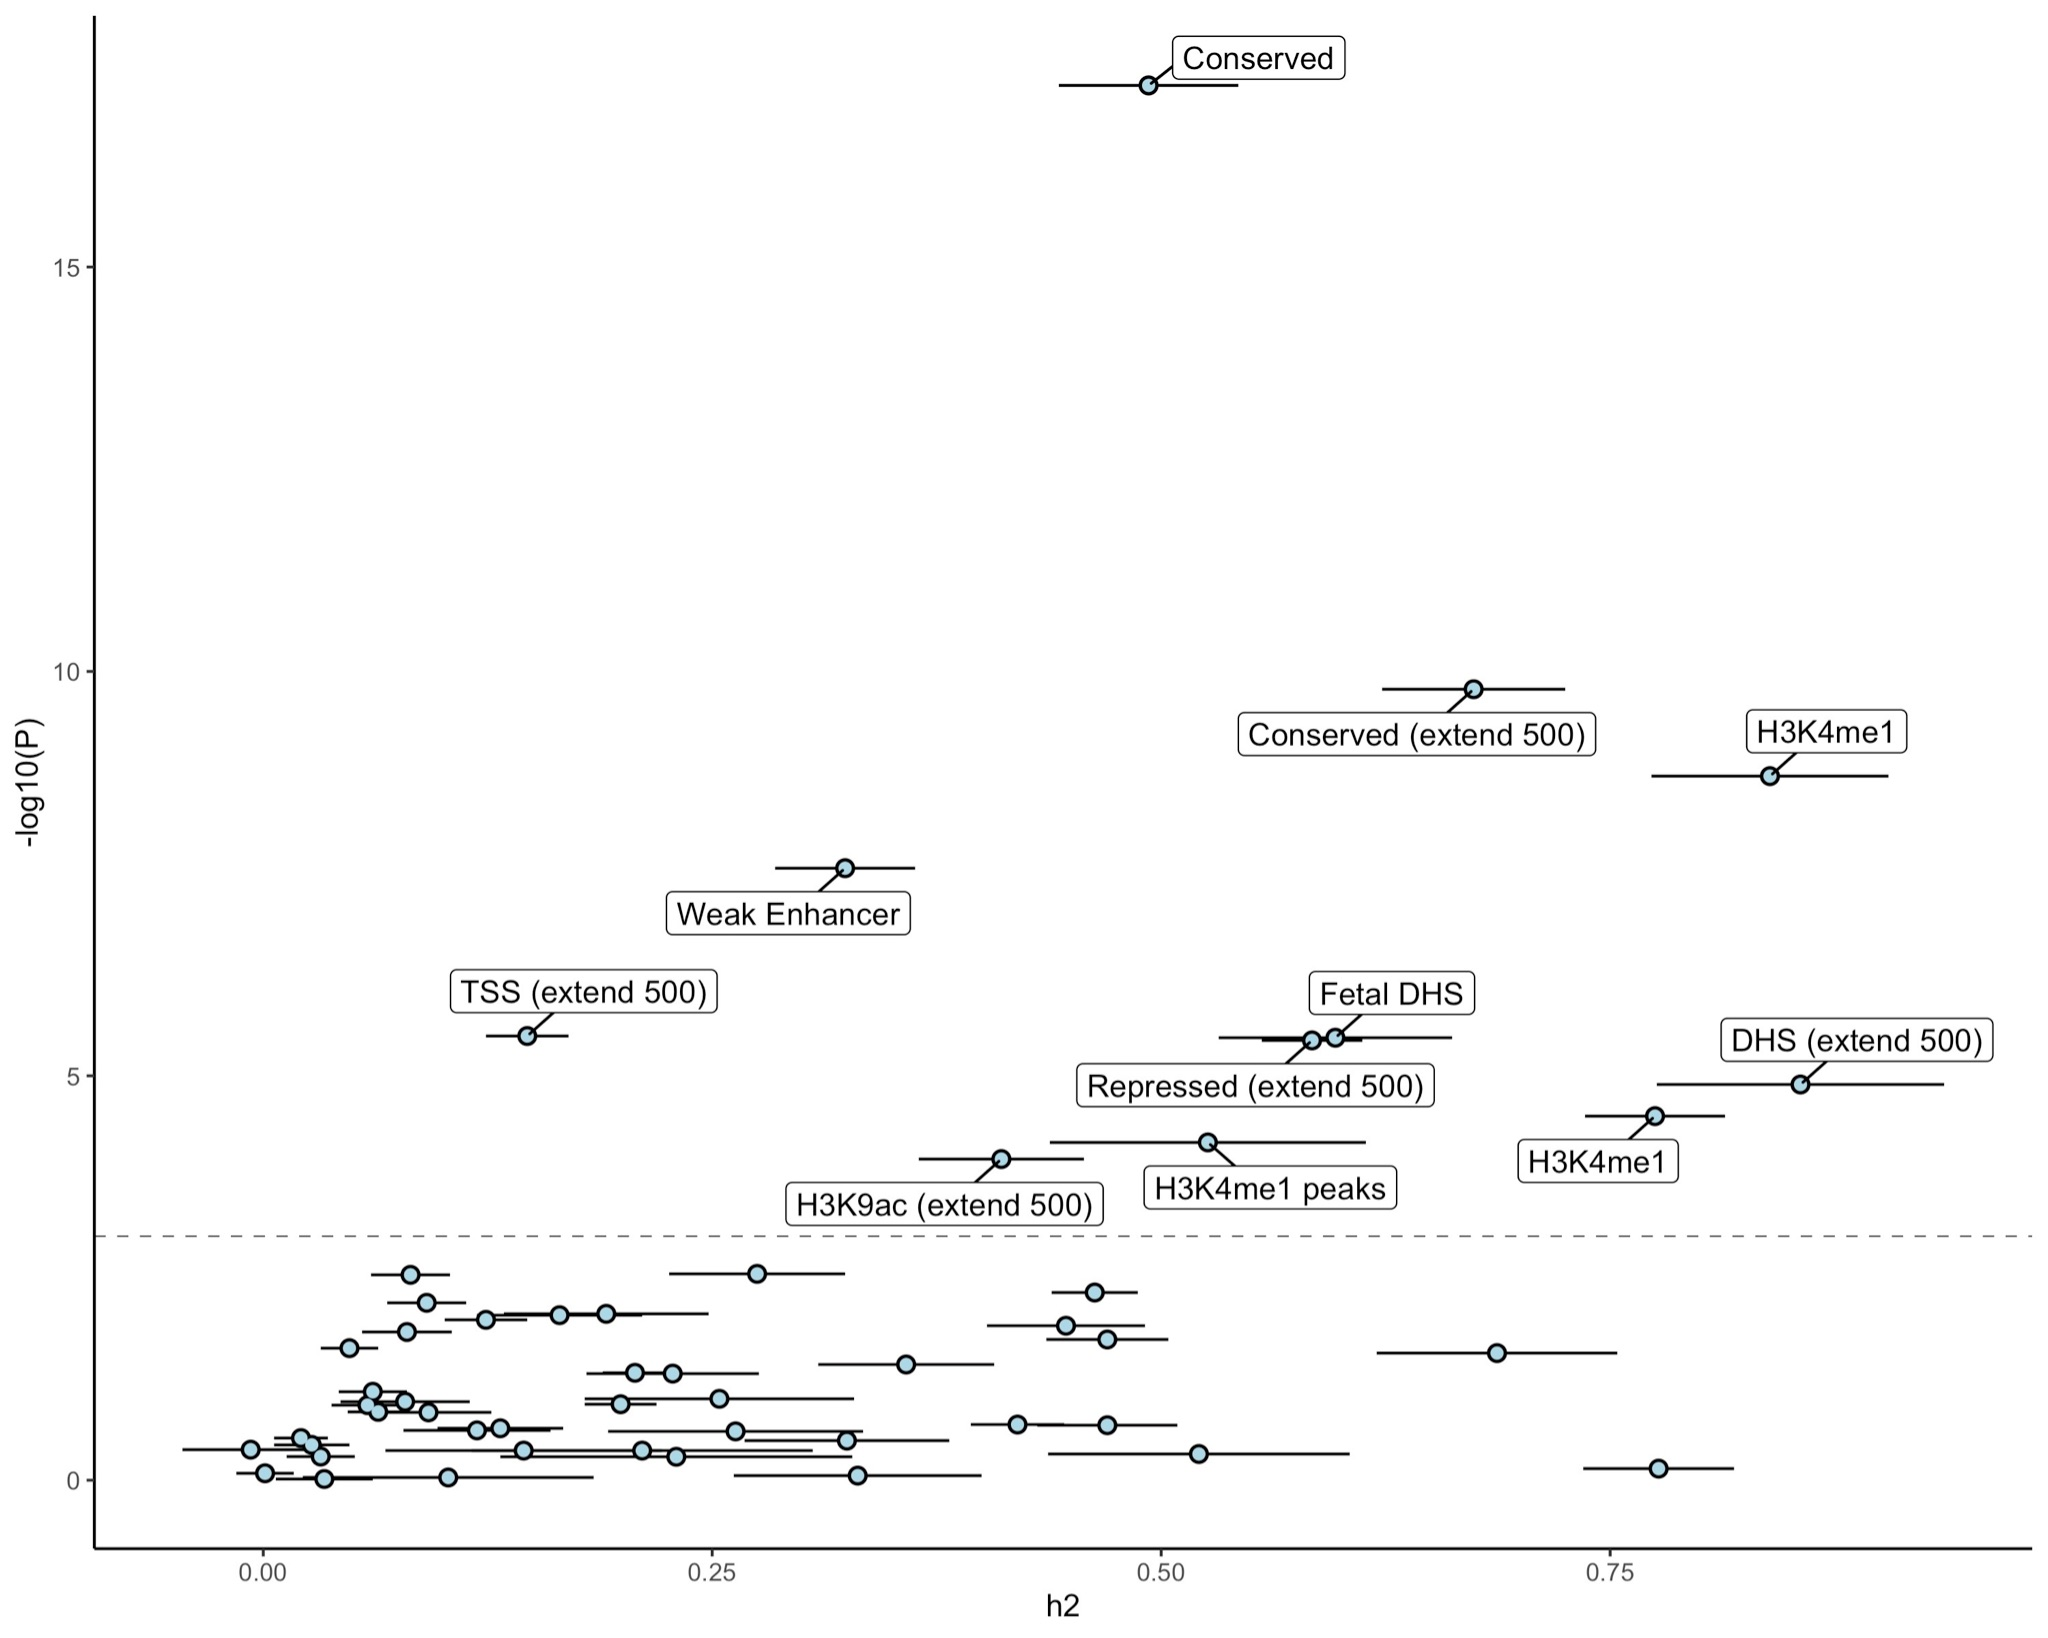 Conserved
15
10
Conserved (extend 500)
H3K4me1
-log10(P)
Weak Enhancer
TSS (extend 500)
Fetal DHS
DHS (extend 500)
5
Repressed (extend 500)
H3K4me1
H3K4me1 peaks
H3K9ac (extend 500)
0
0.00
0.25
0.50
0.75
h2